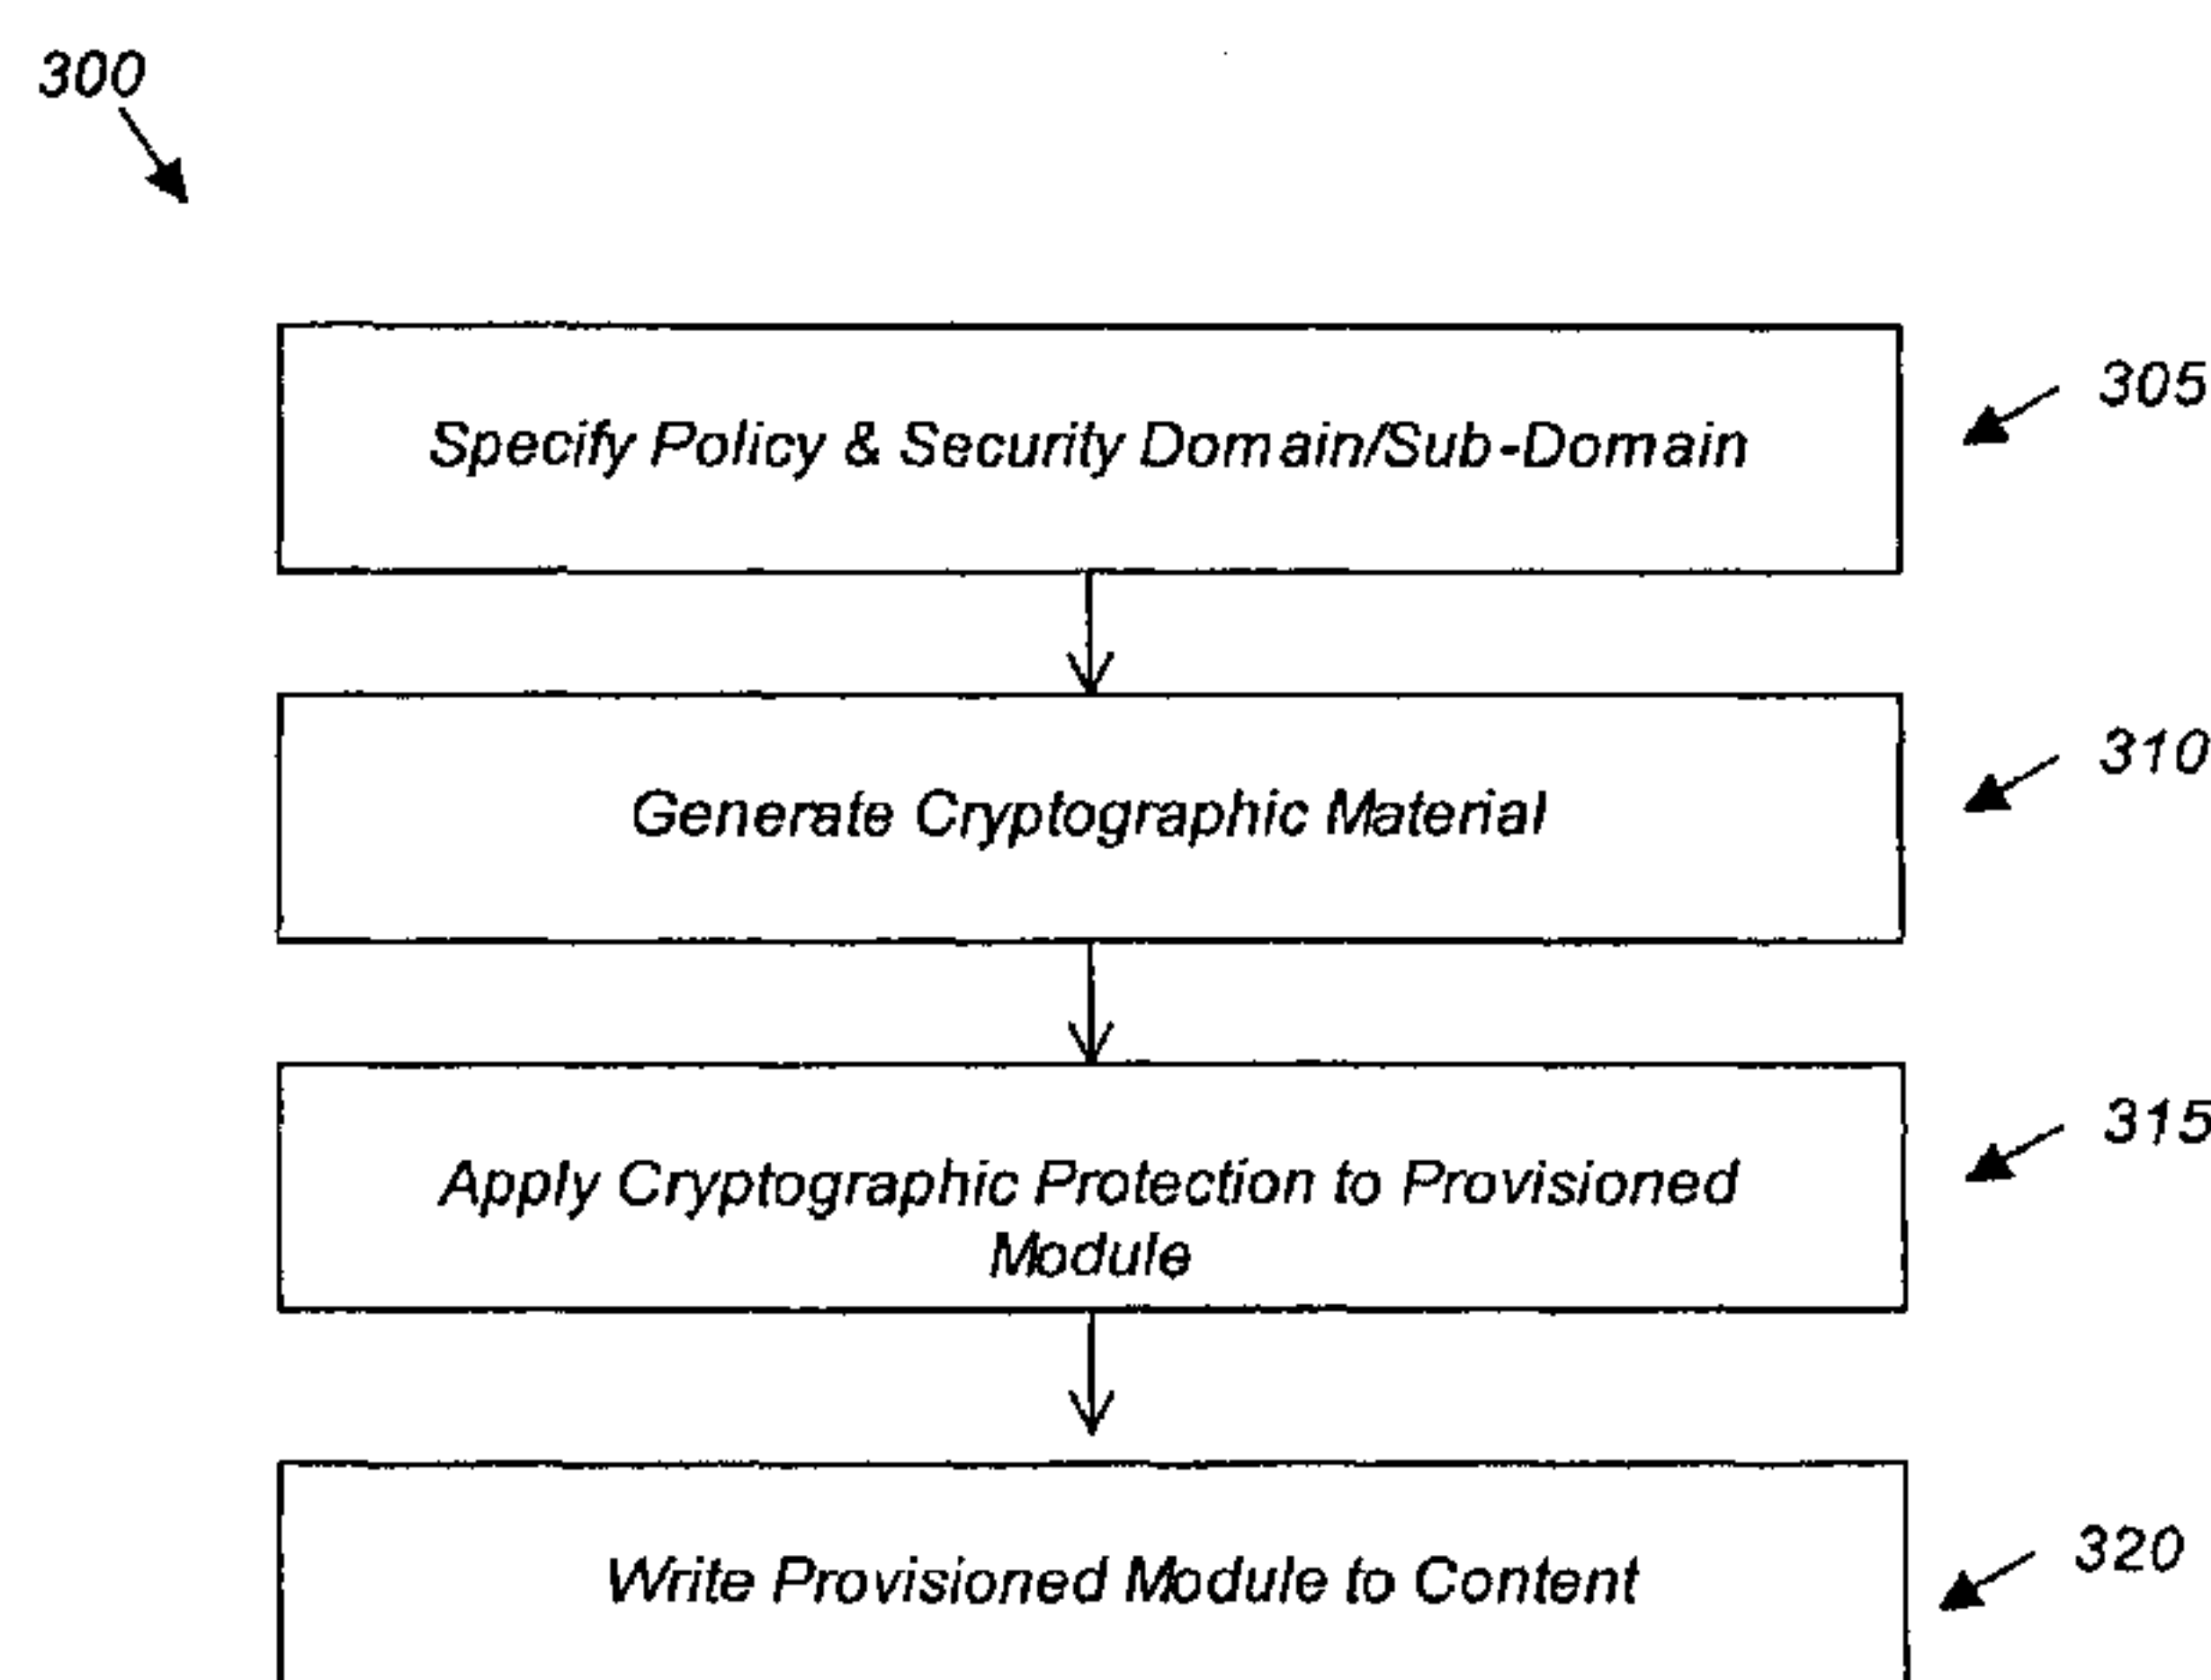 300
Specify Policy & Security Domain/Sub-Domain
305
Generate Cryptographic Material
310
Apply Cryptographic Protection to Provisioned
Module
315
Write Provisioned Module to Content
320